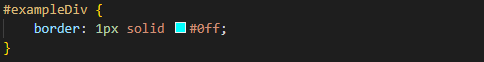 #exampleDiv {
    border: 1px solid #0ff;
}